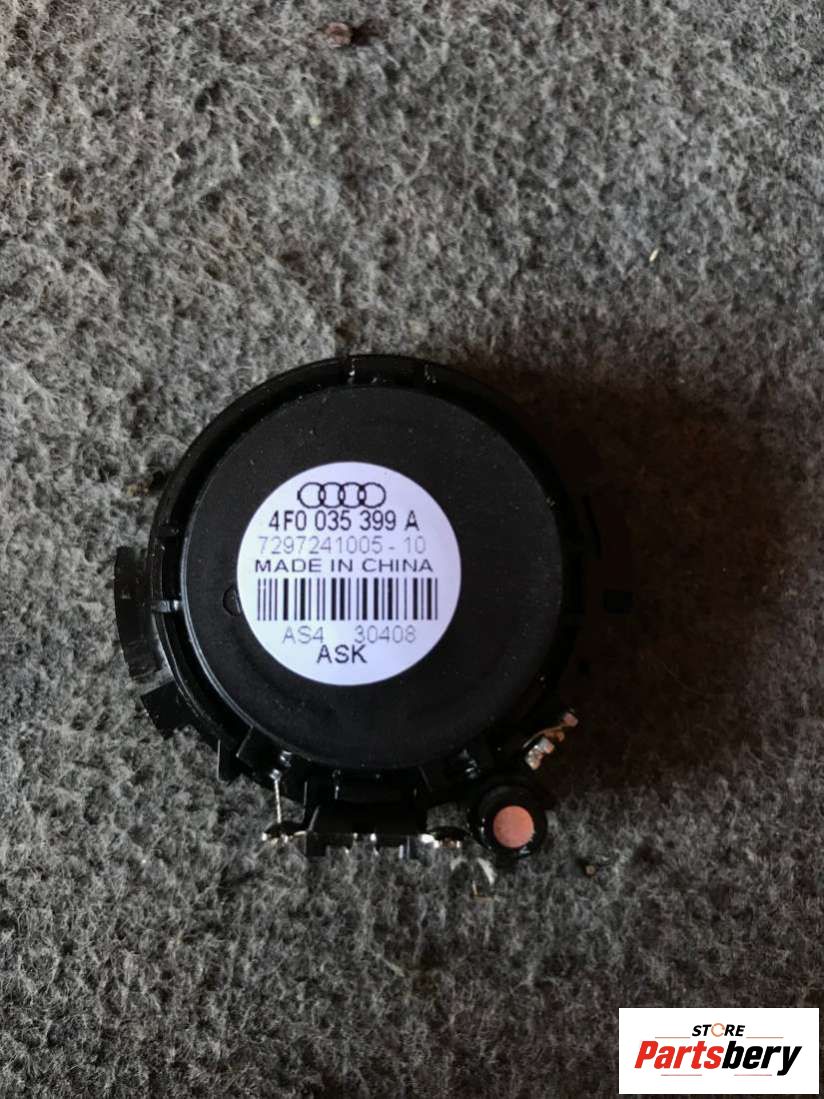 4F0 035 399 A
7297241005-10
MADE IN CHINA
AS4 30408
ASK
STORE
Partsbery